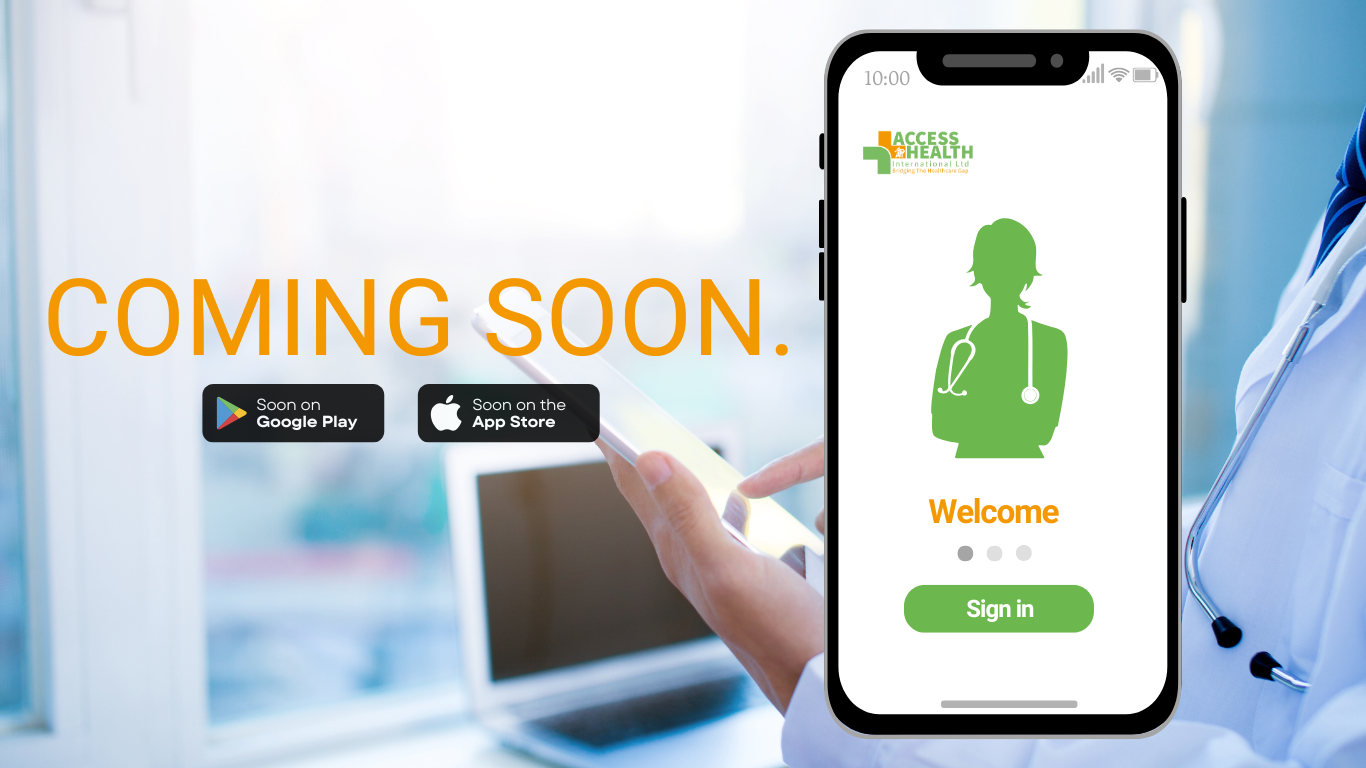 COMING SOON.
Soon on
Google Play
Soon on the
App Store
10:00
ACCESS
HEALTH
International Ltd
Bridging The Healthcare Gap
Welcome
Sign in